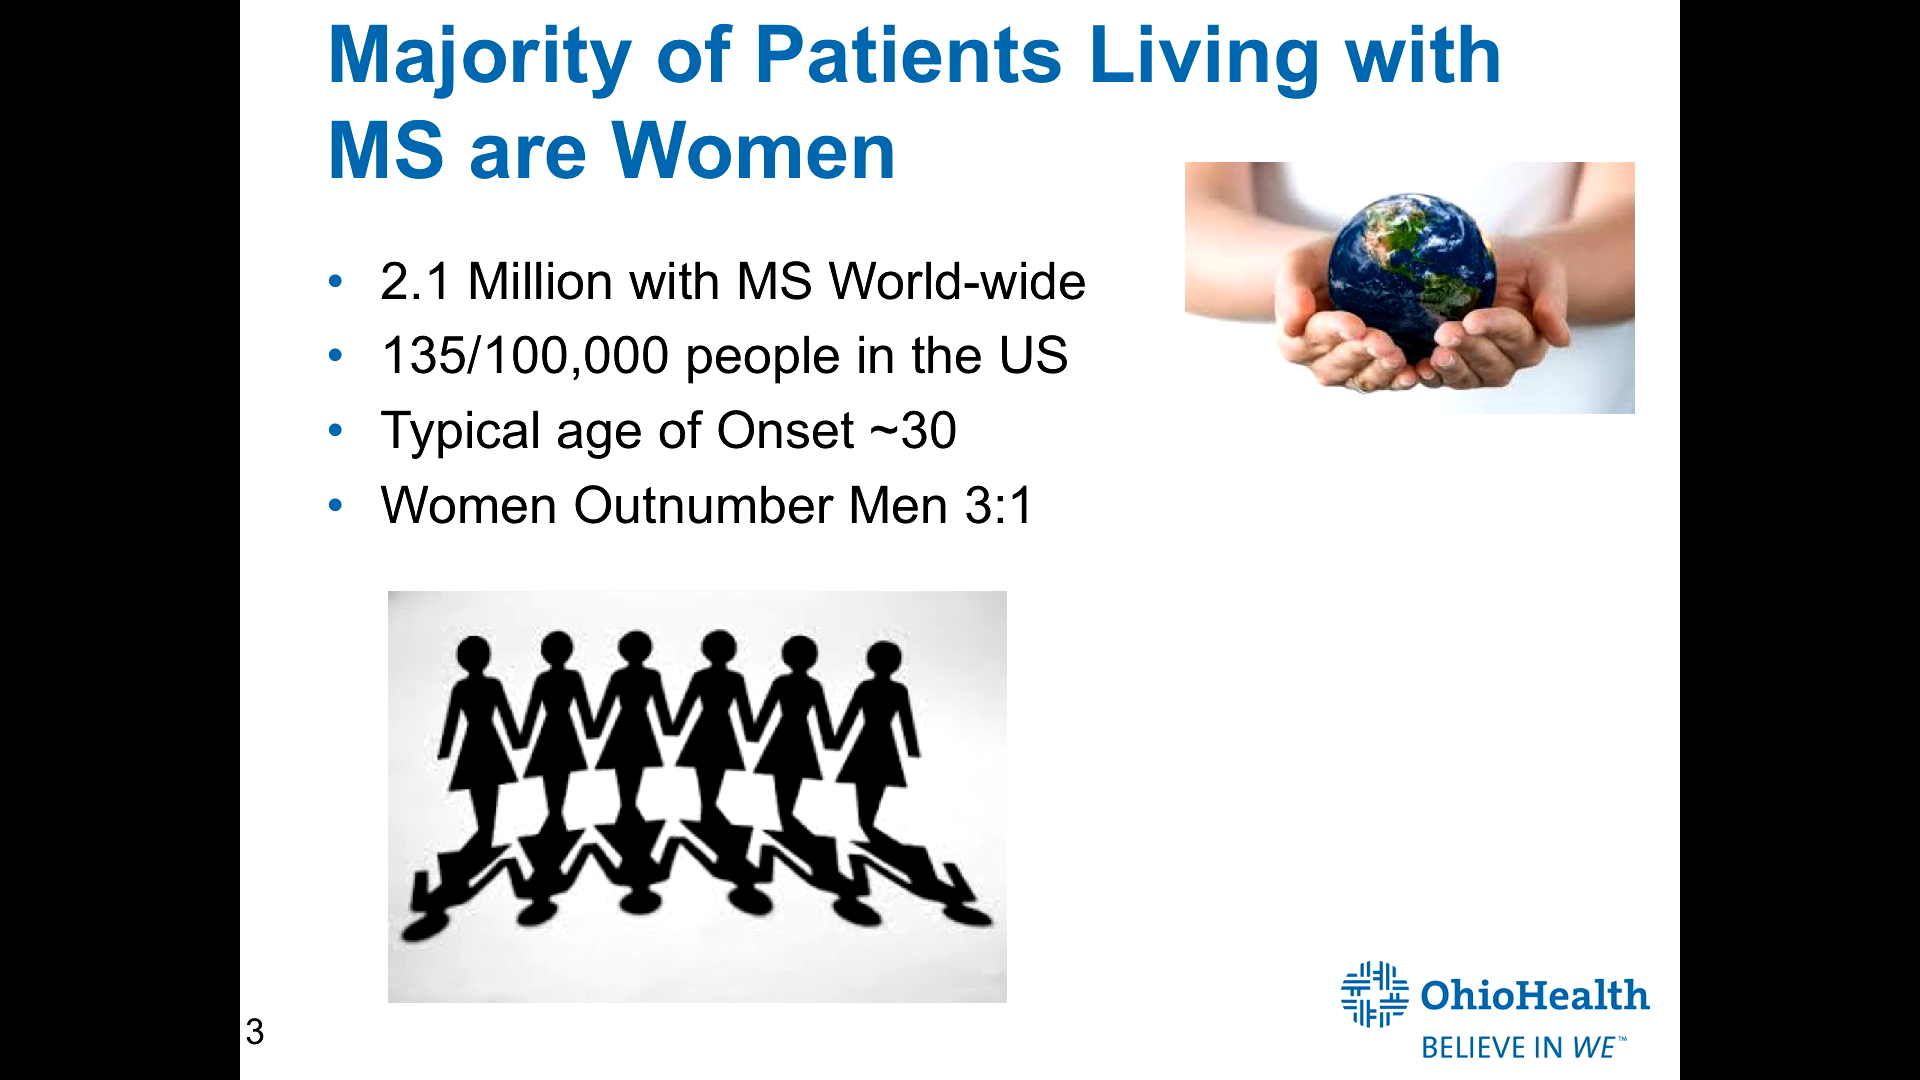 Majority of Patients Living with
MS are Women
• 2.1 Million with MS World-wide
• 135/100,000 people in the US
• Typical age of Onset ~30
• Women Outnumber Men 3:1
OhioHealth
BELIEVE IN WE™
3